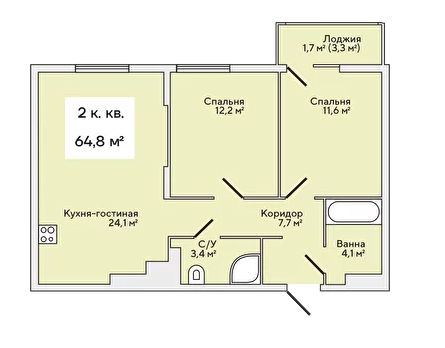 Лоджия
1,7 м² (3,3 м²)
2 к. кв.
64,8 м²
Спальня
12,2 м²
Спальня
11,6 м²
Кухня-гостиная
24,1 м²
Коридор
7,7 м²
С/У
3,4 м²
Ванна
4,1 м²